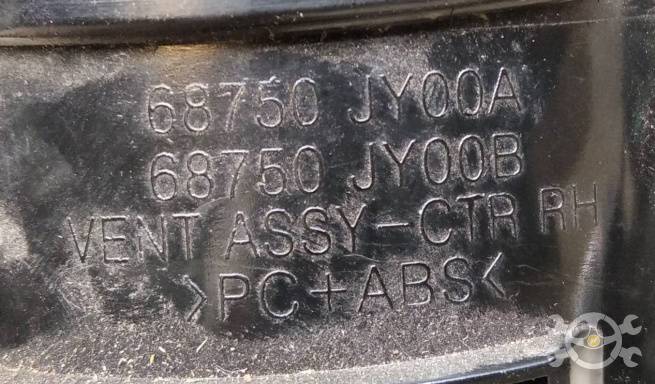 68750 JY00A
68750 JY00B
VENT ASSY-CTR RH
>PC+ABS<